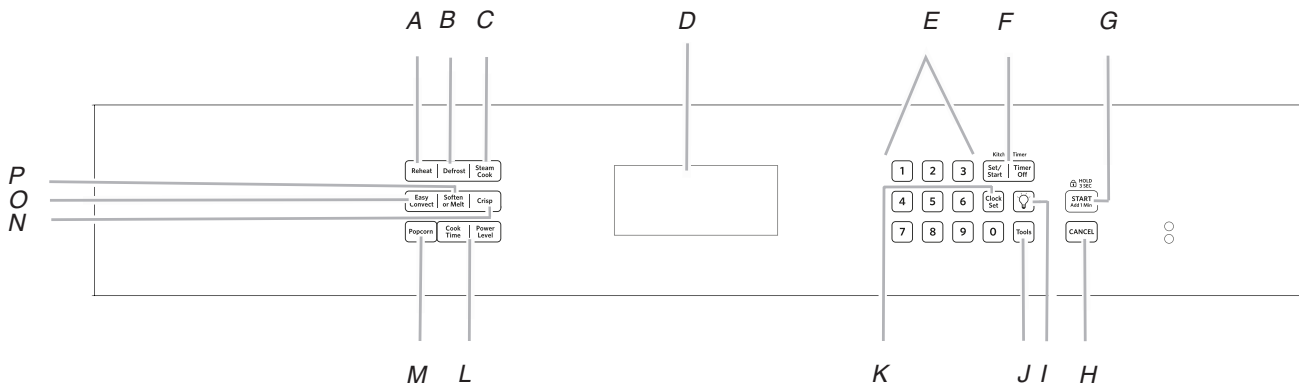 A B C D E F G
Kitch Timer
Reheat Defrost Steam Cook
1 2 3
Set/ Start Timer Off
HOLD 3 SEC
P
O
N
Easy Convect Soften or Melt Crisp
4 5 6
Clock Set
START Add 1 Min
Popcorn Cook Time Power Level
7 8 9 0
Tools
CANCEL
M L K J I H